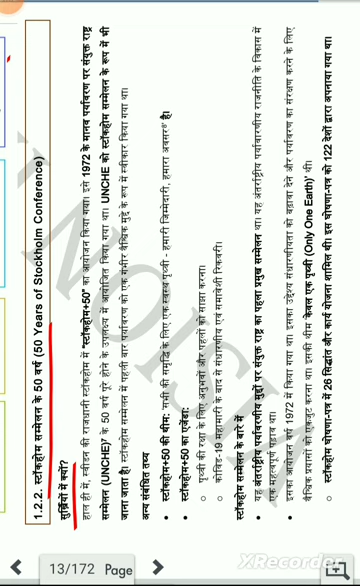 1.2.2. स्टॉकहोम सम्मेलन के 50 वर्ष (50 Years of Stockholm Conference)
सुर्ख़ियों में क्यों?
हाल ही में, स्वीडन की राजधानी स्टॉकहोम में "स्टॉकहोम+50" का आयोजन किया गया। इसे 1972 के मानव पर्यावरण पर संयुक्त राष्ट्र
सम्मेलन (UNCHE)' के 50 वर्ष पूरे होने के उपलक्ष्य में आयोजित किया गया था। UNCHE को स्टॉकहोम सम्मेलन के रूप में भी
जाना जाता है। स्टॉकहोम सम्मेलन में पहली बार पर्यावरण को एक गंभीर वैश्विक मुद्दे के रूप में स्वीकार किया गया था।
अन्य संबंधित तथ्य
• स्टॉकहोम+50 की थीम: सभी की समृद्धि के लिए एक स्वस्थ पृथ्वी - हमारी जिम्मेदारी, हमारा अवसर' है।
• स्टॉकहोम+50 का एजेंडा:
○ पृथ्वी की रक्षा के लिए अनुभवों और पहलों को साझा करना।
○ कोविड-19 महामारी के बाद से संधारणीय एवं समावेशी रिकवरी।
स्टॉकहोम सम्मेलन के बारे में
• यह अंतर्राष्ट्रीय पर्यावरणीय मुद्दों पर संयुक्त राष्ट्र का पहला प्रमुख सम्मेलन था। यह अंतर्राष्ट्रीय पर्यावरणीय राजनीति के विकास में
एक महत्वपूर्ण पड़ाव था।
• इसका आयोजन वर्ष 1972 में किया गया था। इसका उद्देश्य संधारणीयता को बढ़ावा देने और पर्यावरण का संरक्षण करने के लिए
वैश्विक प्रयासों को एकजुट करना था। इसकी थीम केवल एक पृथ्वी (Only One Earth)' थी।
○ स्टॉकहोम घोषणा-पत्र में 26 सिद्धांत और कार्य योजना शामिल थी। इस घोषणा-पत्र को 122 देशों द्वारा अपनाया गया था।
VISION
13/172 Page
XRecorder